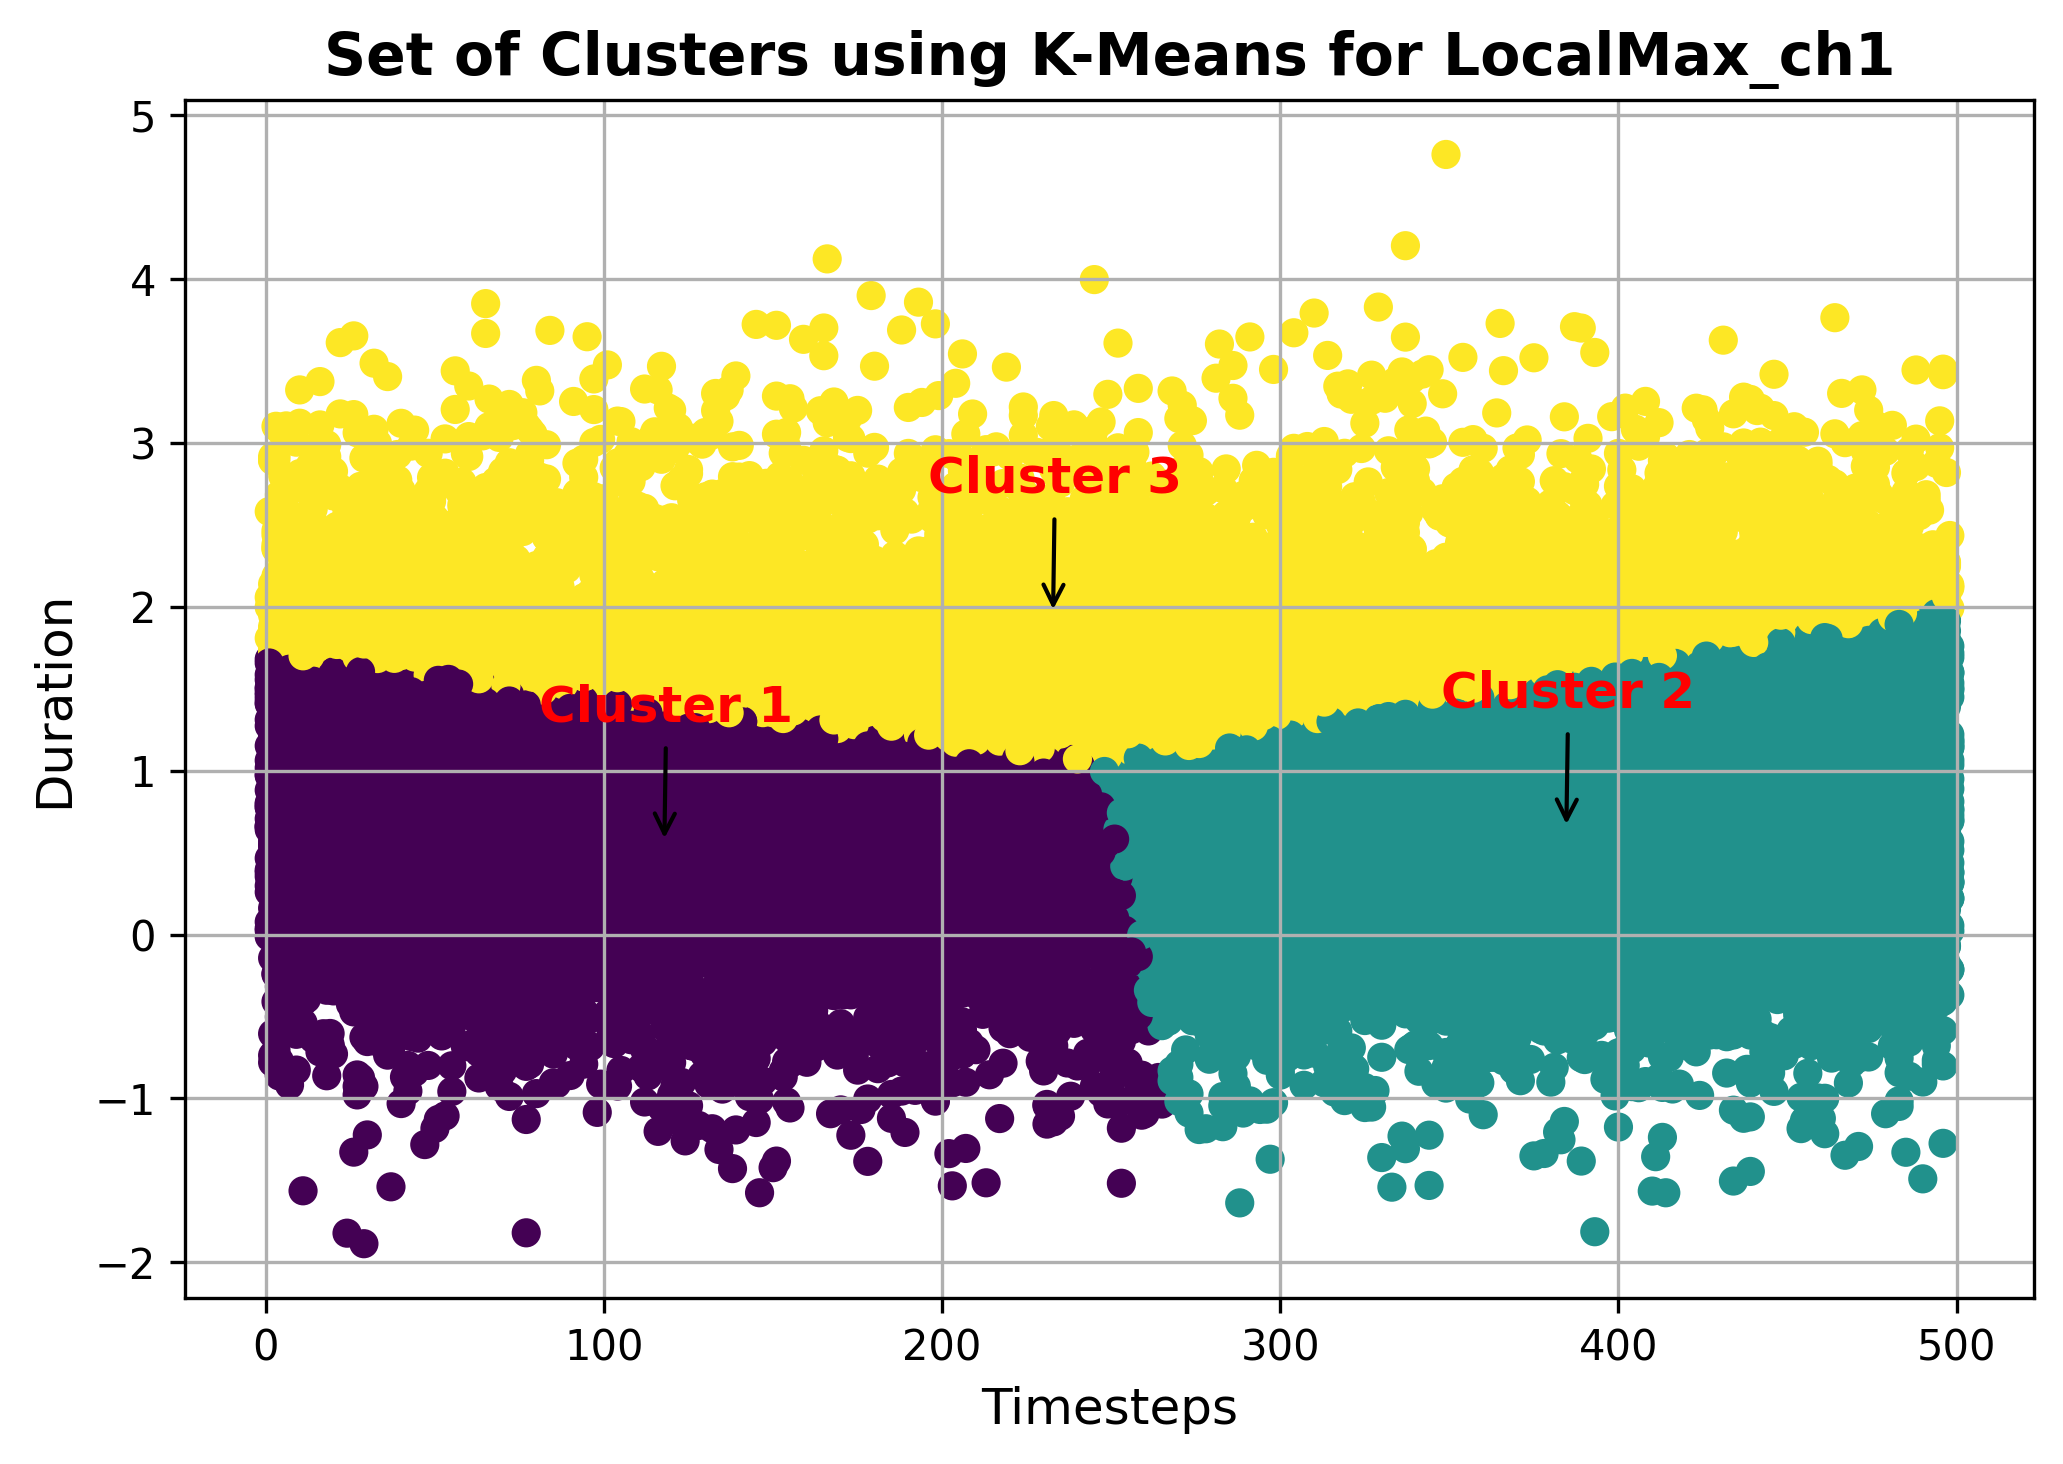 Set of Clusters using K-Means for LocalMax_ch1
5
4
3
2
1
0
−1
−2
Duration
Cluster 3
Cluster 1
Cluster 2
0 100 200 300 400 500
Timesteps